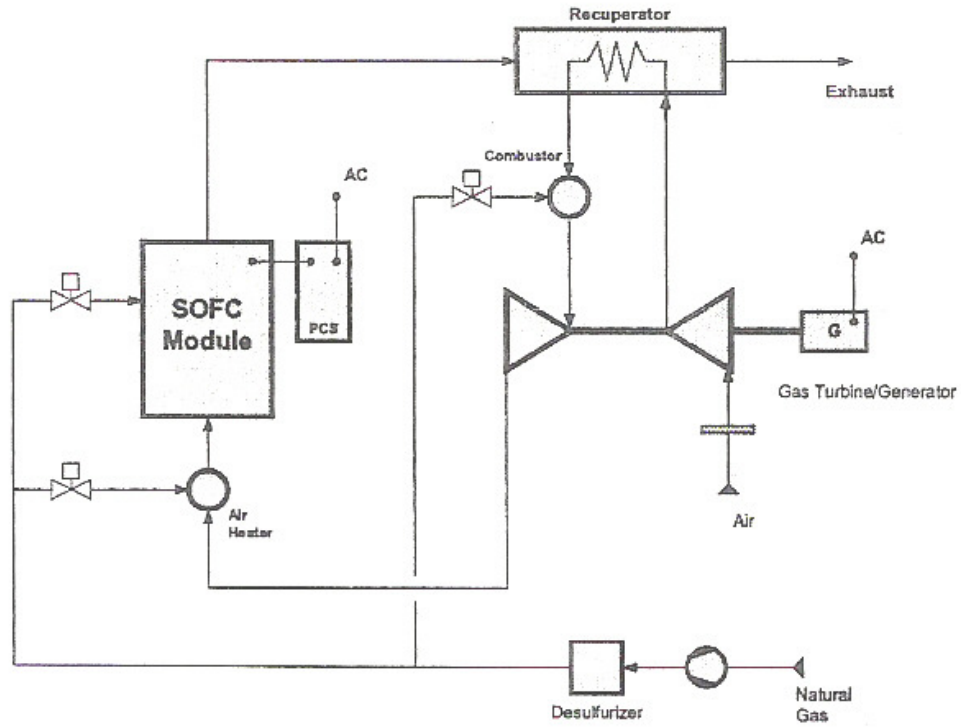 Recuperator
Exhaust
Combustor
AC
AC
SOFC
Module
PCS
G
Gas Turbine/Generator
Air
Heater
Air
Desulfurizer
Natural
Gas